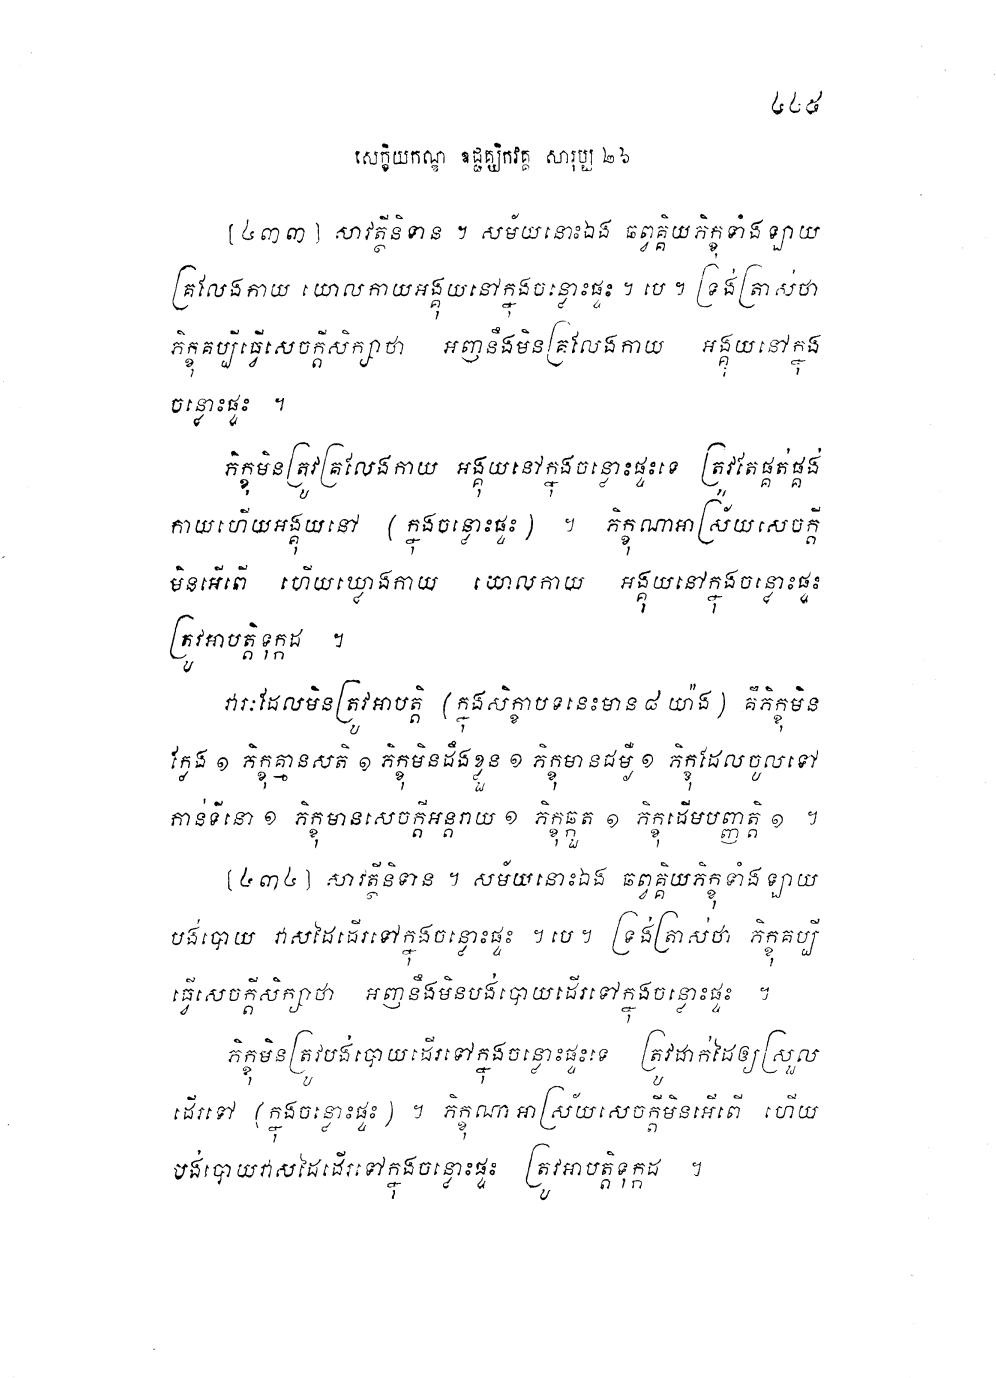 ៤៤៥
សេក្ខិយកណ្ឌ ឧដ្ឋត្ថិកវគ្គ សារុប្ប ២៦
(៤៣៣) សាវត្ថីនិទាន ។ សម័យនោះឯង ឆព្វគ្គិយភិក្ខុទាំងឡាយ
គ្រលែងកាយ យោលកាយអង្គុយនៅក្នុងចន្លោះផ្ទះ ។ បេ ។ ទ្រង់ត្រាស់ថា
ភិក្ខុគប្បីធ្វើសេចក្តីសិក្សាថា អញនឹងមិនគ្រលែងកាយ អង្គុយនៅក្នុង
ចន្លោះផ្ទះ ។
ភិក្ខុមិនត្រូវគ្រលែងកាយ អង្គុយនៅក្នុងចន្លោះផ្ទះទេ ត្រូវតែផ្គត់ផ្គង់
កាយហើយអង្គុយនៅ (ក្នុងចន្លោះផ្ទះ) ។ ភិក្ខុណាអាស្រ័យសេចក្តី
មិនអើពើ ហើយឃ្លោងកាយ យោលកាយ អង្គុយនៅក្នុងចន្លោះផ្ទះ
ត្រូវអាបត្តិទុក្កដ ។
វារៈដែលមិនត្រូវអាបត្តិ (ក្នុងសិក្ខាបទនេះមាន ៨ យ៉ាង) គឺភិក្ខុមិន
ក្លែង ១ ភិក្ខុគ្មានសតិ ១ ភិក្ខុមិនដឹងខ្លួន ១ ភិក្ខុមានជម្ងឺ ១ ភិក្ខុដែលចូលទៅ
កាន់ទីនោ ១ ភិក្ខុមានសេចក្តីអន្តរាយ ១ ភិក្ខុឆ្កួត ១ ភិក្ខុដើមបញ្ញាត្តិ ១ ។
(៤៣៤) សាវត្ថីនិទាន ។ សម័យនោះឯង ឆព្វគ្គិយភិក្ខុទាំងឡាយ
បង់បោយ វាសដៃដើរទៅក្នុងចន្លោះផ្ទះ ។ បេ ។ ទ្រង់ត្រាស់ថា ភិក្ខុគប្បី
ធ្វើសេចក្តីសិក្សាថា អញនឹងមិនបង់បោយដើរទៅក្នុងចន្លោះផ្ទះ ។
ភិក្ខុមិនត្រូវបង់បោយដើរទៅក្នុងចន្លោះផ្ទះទេ ត្រូវដាក់ដៃឲ្យស្រួល
ដើរទៅ (ក្នុងចន្លោះផ្ទះ) ។ ភិក្ខុណាអាស្រ័យសេចក្តីមិនអើពើ ហើយ
បង់បោយវាសដៃដើរទៅក្នុងចន្លោះផ្ទះ ត្រូវអាបត្តិទុក្កដ ។